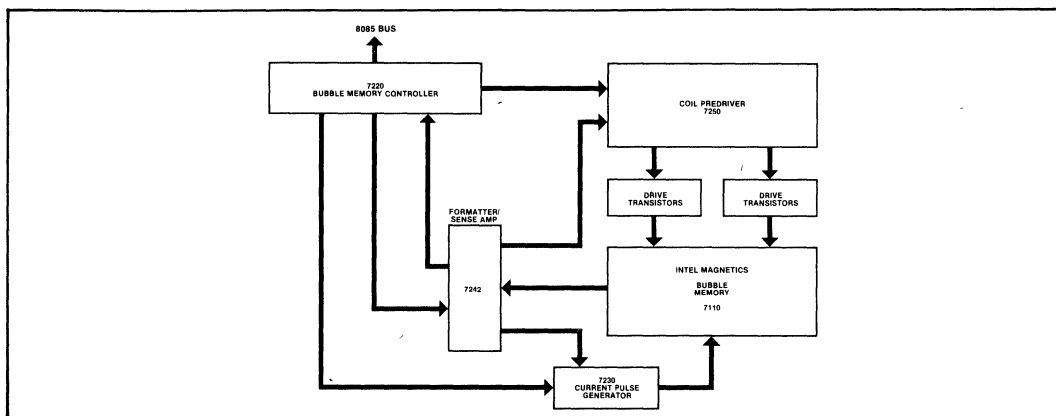 8085 BUS
7220
BUBBLE MEMORY CONTROLLER
COIL PREDRIVER
7250
DRIVE
TRANSISTORS
DRIVE
TRANSISTORS
FORMATTER/
SENSE AMP
7242
INTEL MAGNETICS
BUBBLE
MEMORY
7110
7230
CURRENT PULSE
GENERATOR